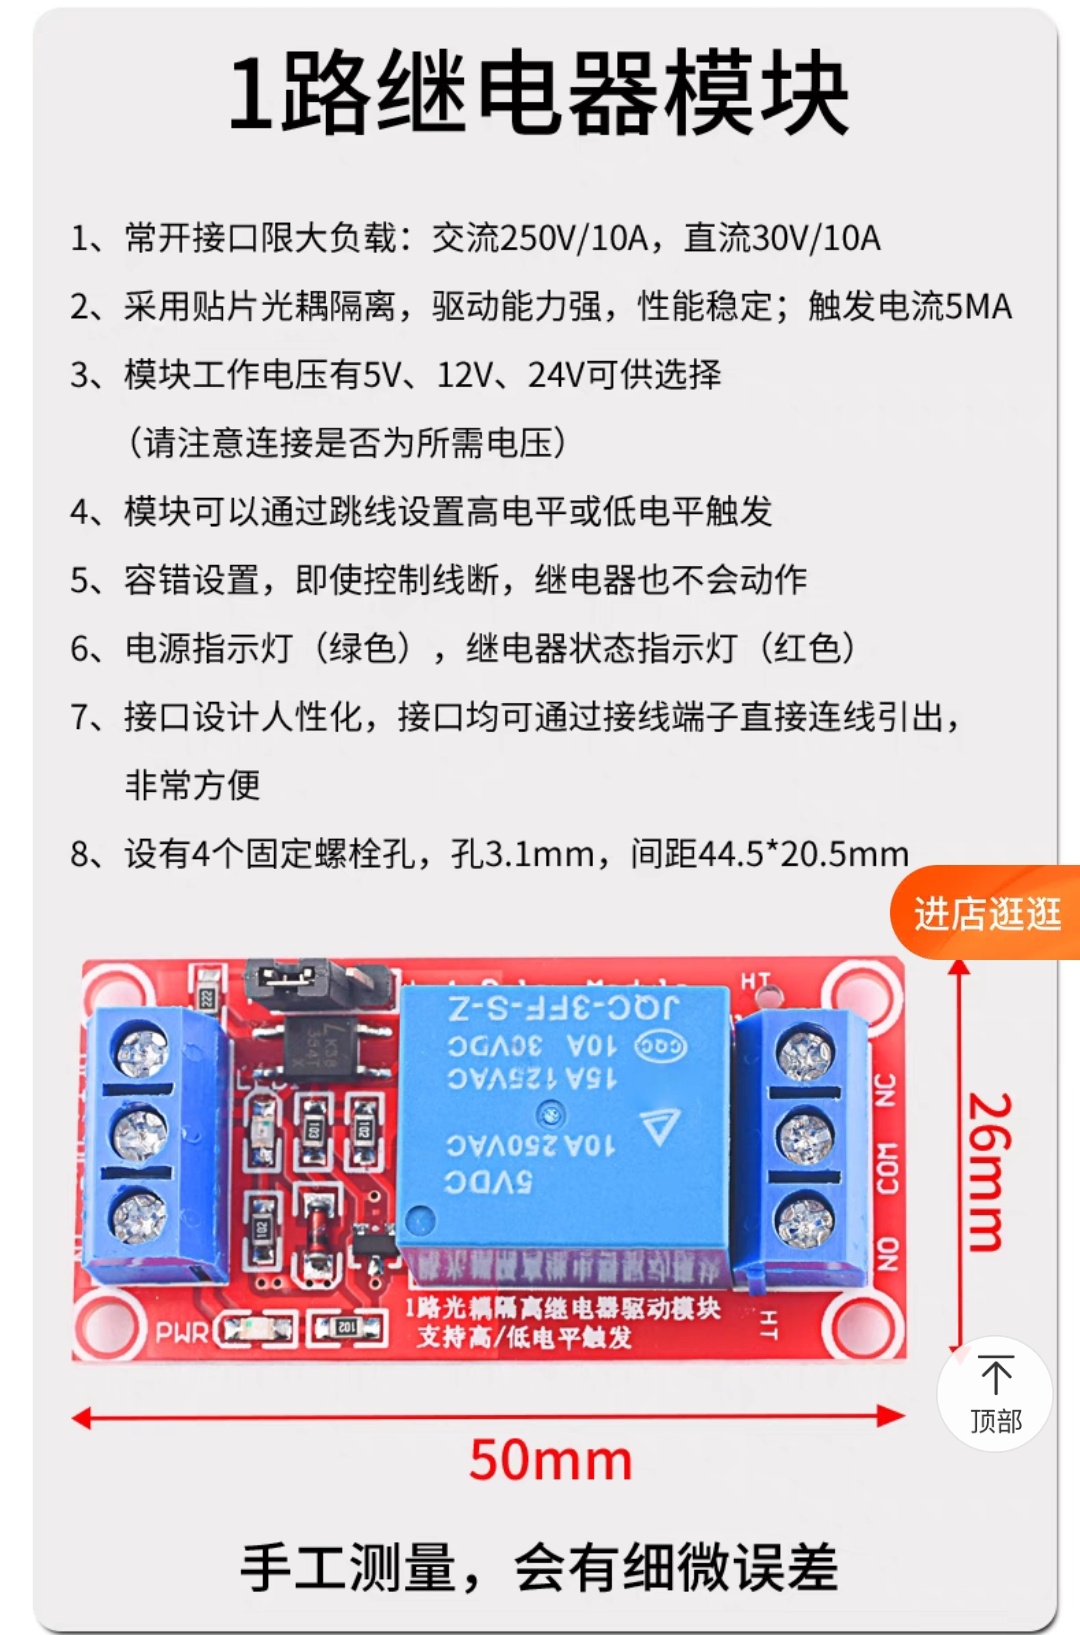 1路继电器模块
1、常开接口限大负载：交流250V/10A，直流30V/10A
2、采用贴片光耦隔离，驱动能力强，性能稳定；触发电流5MA
3、模块工作电压有5V、12V、24V可供选择
（请注意连接是否为所需电压）
4、模块可以通过跳线设置高电平或低电平触发
5、容错设置，即使控制线断，继电器也不会动作
6、电源指示灯（绿色），继电器状态指示灯（红色）
7、接口设计人性化，接口均可通过接线端子直接连线引出，
非常方便
8、设有4个固定螺栓孔，孔3.1mm，间距44.5*20.5mm
进店逛逛
HT
222
JQC-3FF-S-Z
10A 30VDC
CQC
15A 125VAC
10A 250VAC
5VDC
103
102
102
NC
COM
NO
26mm
1路光耦隔离继电器驱动模块
支持高/低电平触发
PWR
102
HT
顶部
50mm
手工测量，会有细微误差